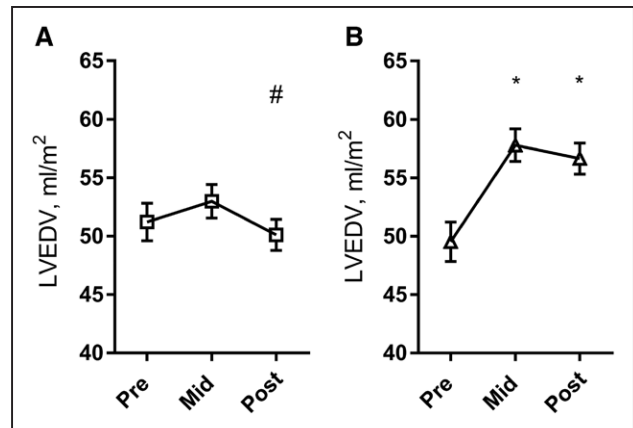 A
65
60
55
50
45
40
LVEDV, ml/m²
#
Pre
Mid
Post
B
65
60
55
50
45
40
LVEDV, ml/m²
* *
Pre
Mid
Post